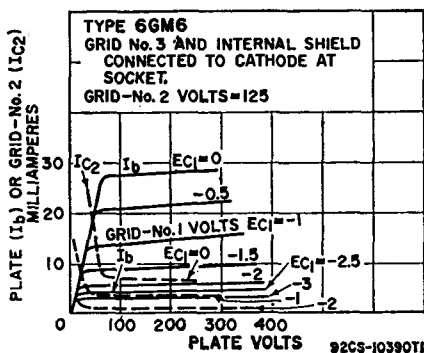 TYPE 6GM6
GRID No.3 AND INTERNAL SHIELD
CONNECTED TO CATHODE AT
SOCKET.
GRID-No.2 VOLTS=125
PLATE (Ib) OR GRID-No.2 (IC2)
MILLIAMPERES
30
20
10
0
IC2
Ib
EC1=0
-0.5
GRID-No.1 VOLTS EC1=-1
Ib
EC1=0
-1.5
-2
EC1=-2.5
-3
-1
-2
0
100
200
300
400
PLATE VOLTS
92CS-10390T